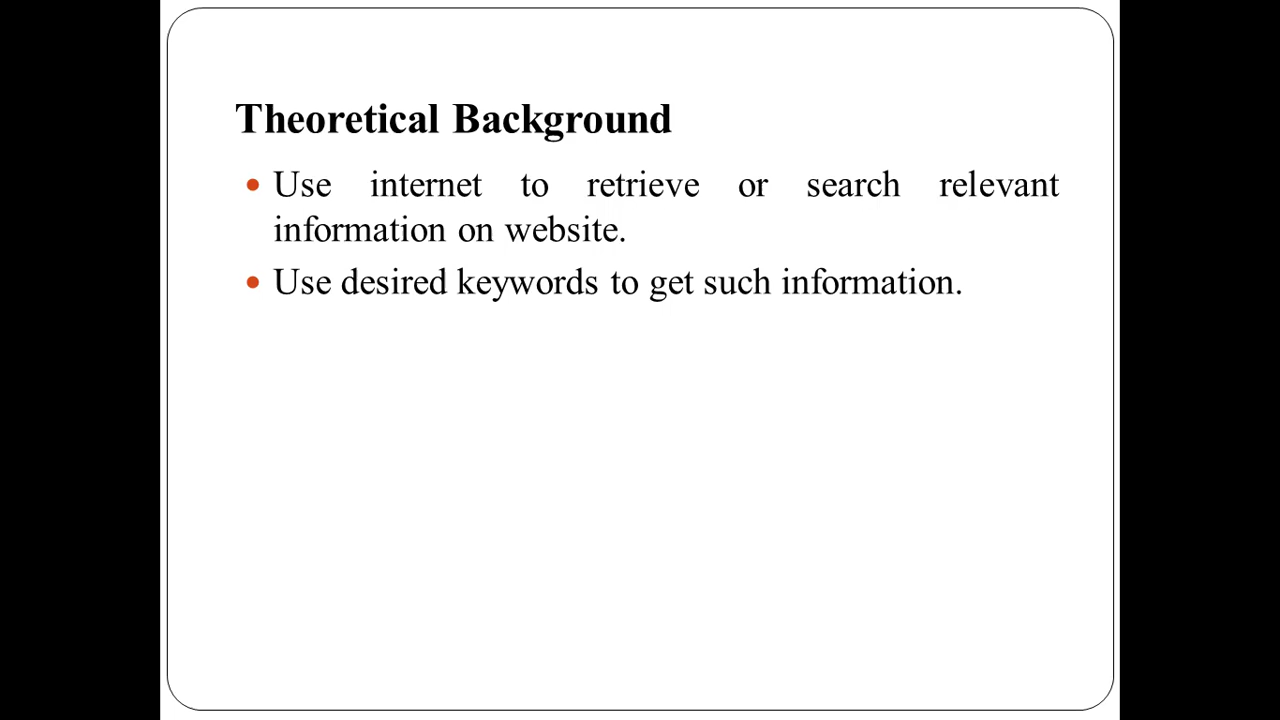 Theoretical Background
• Use internet to retrieve or search relevant
information on website.
• Use desired keywords to get such information.